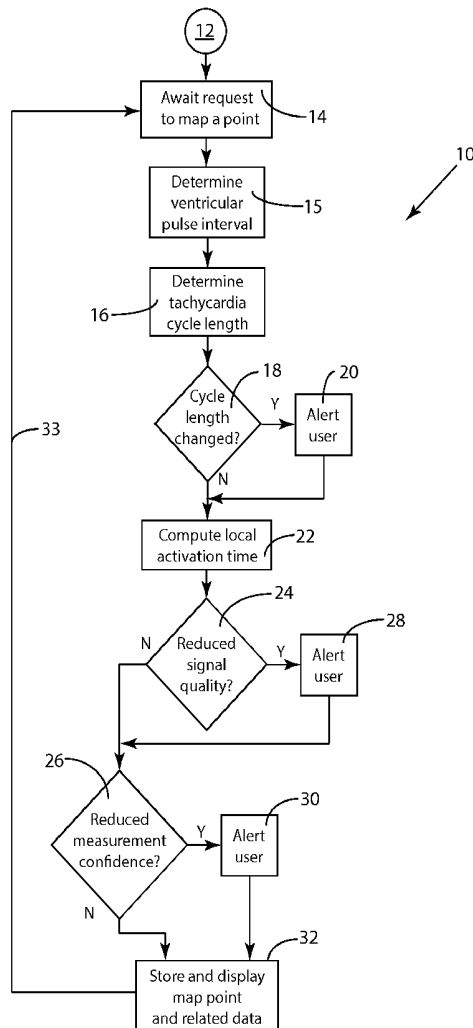 12
Await request
to map a point
14
10
Determine
ventricular
pulse interval
15
Determine
tachycardia
cycle length
16
18
20
Cycle
length
changed?
Y
Alert
user
33
N
Compute local
activation time
22
24
28
N
Reduced
signal
quality?
Y
Alert
user
26
30
Reduced
measurement
confidence?
Y
Alert
user
N
32
Store and display
map point
and related data